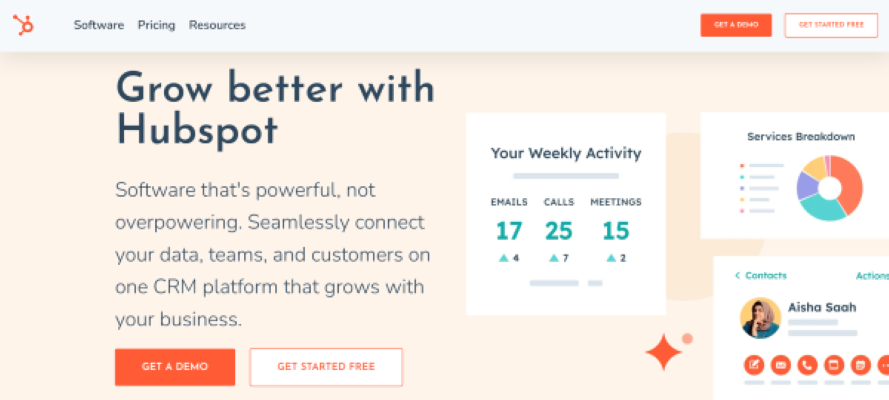 Software Pricing Resources
GET A DEMO GET STARTED FREE
Grow better with
Hubspot
Software that's powerful, not
overpowering. Seamlessly connect
your data, teams, and customers on
one CRM platform that grows with
your business.
GET A DEMO GET STARTED FREE
Your Weekly Activity
EMAILS CALLS MEETINGS
17 25 15
4 7 2
Services Breakdown
Contacts Actions
Aisha Saah